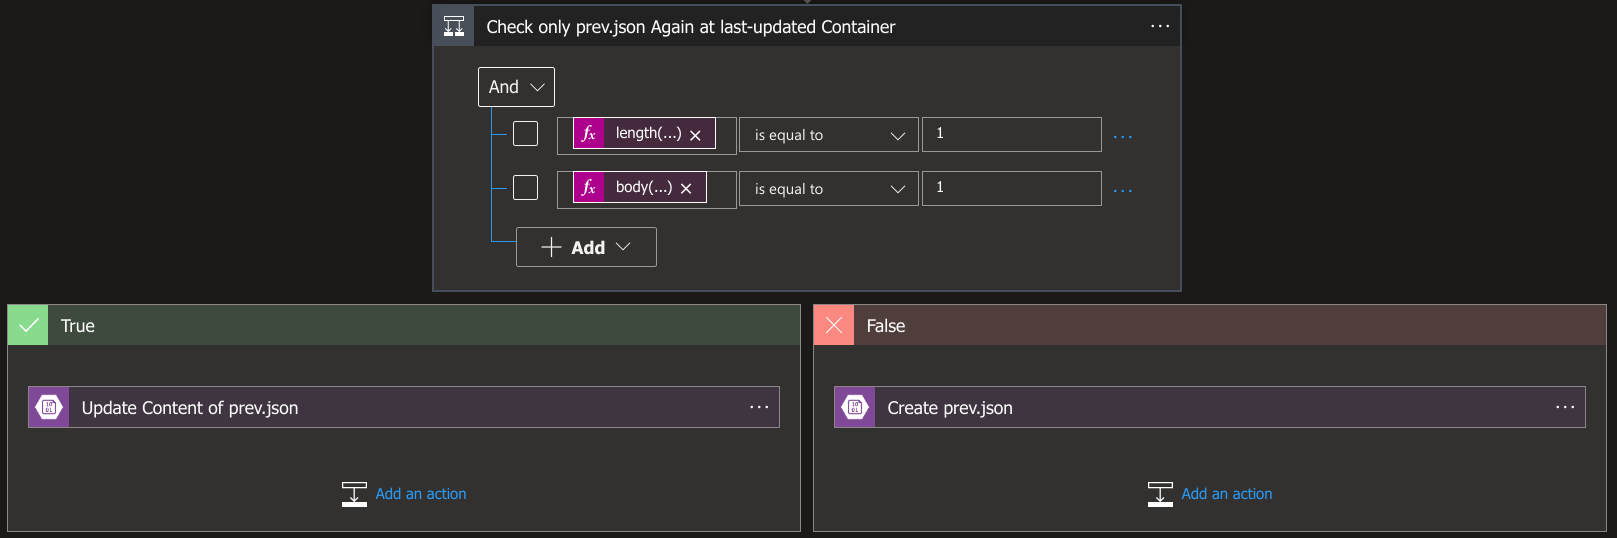 Check only prev.json Again at last-updated Container ...
And
fx length(...) × is equal to 1 ...
fx body(...) × is equal to 1 ...
+ Add
True
False
Update Content of prev.json ...
Create prev.json ...
Add an action
Add an action